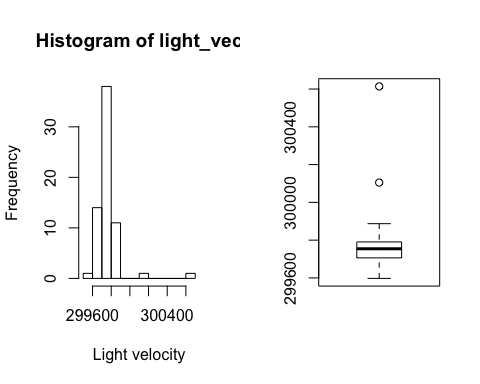 Histogram of light_vec
Frequency
0 10 20 30
299600 300400
Light velocity
299600 300000 300400